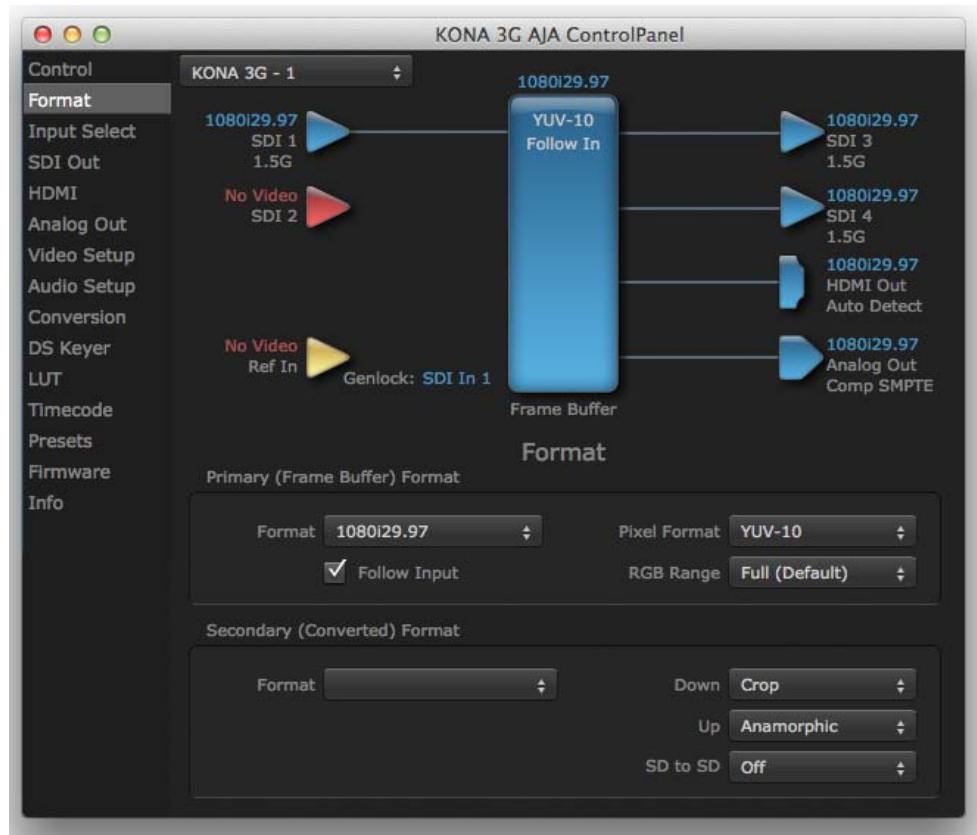 KONA 3G AJA ControlPanel
Control
Format
Input Select
SDI Out
HDMI
Analog Out
Video Setup
Audio Setup
Conversion
DS Keyer
LUT
Timecode
Presets
Firmware
Info
KONA 3G - 1
1080i29.97
SDI 1
1.5G
No Video
SDI 2
No Video
Ref In
Genlock: SDI In 1
1080i29.97
YUV-10
Follow In
Frame Buffer
1080i29.97
SDI 3
1.5G
1080i29.97
SDI 4
1.5G
1080i29.97
HDMI Out
Auto Detect
1080i29.97
Analog Out
Comp SMPTE
Format
Primary (Frame Buffer) Format
Format 1080i29.97
Pixel Format YUV-10
Follow Input
RGB Range Full (Default)
Secondary (Converted) Format
Format
Down Crop
Up Anamorphic
SD to SD Off